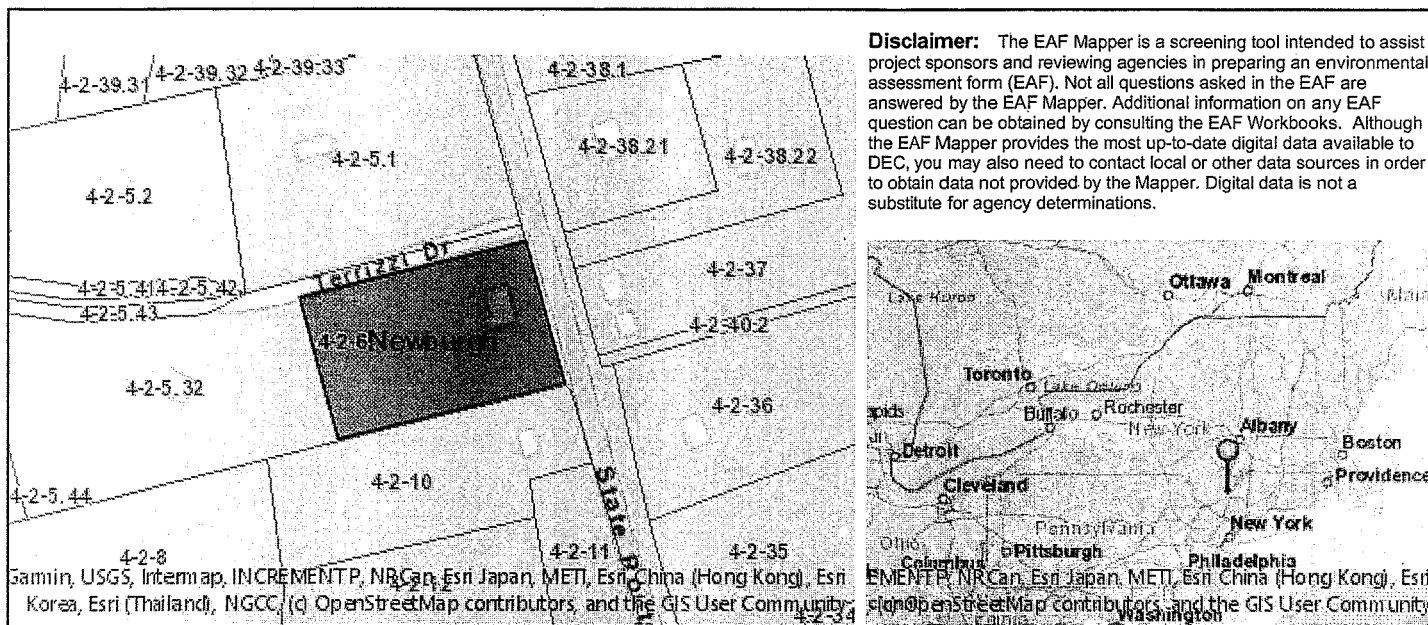 Disclaimer: The EAF Mapper is a screening tool intended to assist
project sponsors and reviewing agencies in preparing an environmental
assessment form (EAF). Not all questions asked in the EAF are
answered by the EAF Mapper. Additional information on any EAF
question can be obtained by consulting the EAF Workbooks. Although
the EAF Mapper provides the most up-to-date digital data available to
DEC, you may also need to contact local or other data sources in order
to obtain data not provided by the Mapper. Digital data is not a
substitute for agency determinations.
4-2-39.31
4-2-39.32
4-2-39.33
4-2-38.1
4-2-5.1
4-2-38.21
4-2-38.22
4-2-5.2
Terrizzi Dr
4-2-37
4-2-5.41
4-2-5.42
4-2-5.43
4-2-6
Newburgh
4-2-40.2
4-2-5.32
4-2-36
4-2-10
4-2-5.44
State
4-2-8
4-2-11
4-2-35
Garmin, USGS, Intermap, INCREMENT P, NRCan, Esri Japan, METI, Esri China (Hong Kong), Esri
Korea, Esri (Thailand), NGCC, (c) OpenStreetMap contributors, and the GIS User Community
4-2-34
Ottawa
Montreal
Lake Huron
Toronto
Buffalo
Rochester
New York
Albany
Detroit
Boston
Providence
Cleveland
Pennsylvania
New York
Ohio
Pittsburgh
Columbus
Philadelphia
NRCan, Esri Japan, METI, Esri China (Hong Kong), Esri
OpenStreetMap contributors, and the GIS User Community
Washington